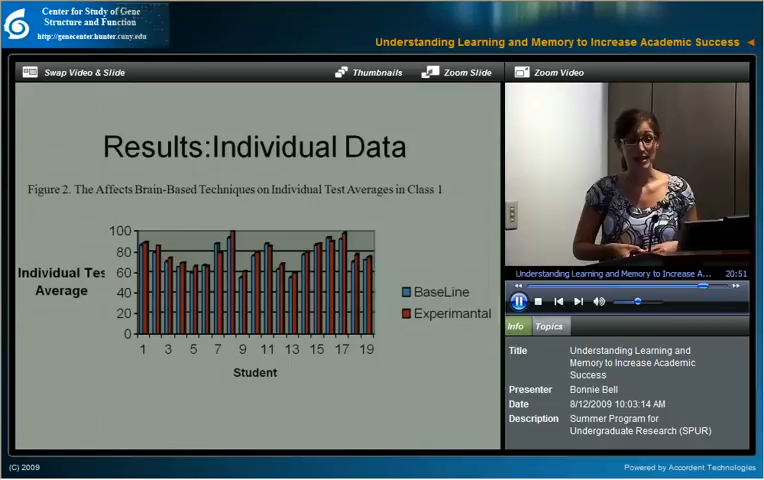 Center for Study of Gene
Structure and Function
http://genecenter.hunter.cuny.edu
Understanding Learning and Memory to Increase Academic Success
Swap Video & Slide
Thumbnails
Zoom Slide
Zoom Video
Results:Individual Data
Figure 2. The Affects Brain-Based Techniques on Individual Test Averages in Class 1
100
80
60
40
20
0
Individual Tes
Average
1 3 5 7 9 11 13 15 17 19
Student
BaseLine
Experimantal
Understanding Learning and Memory to Increase A...
20:51
Info
Topics
Title
Understanding Learning and
Memory to Increase Academic
Success
Presenter
Bonnie Bell
Date
8/12/2009 10:03:14 AM
Description
Summer Program for
Undergraduate Research (SPUR)
(C) 2009
Powered by Accordent Technologies